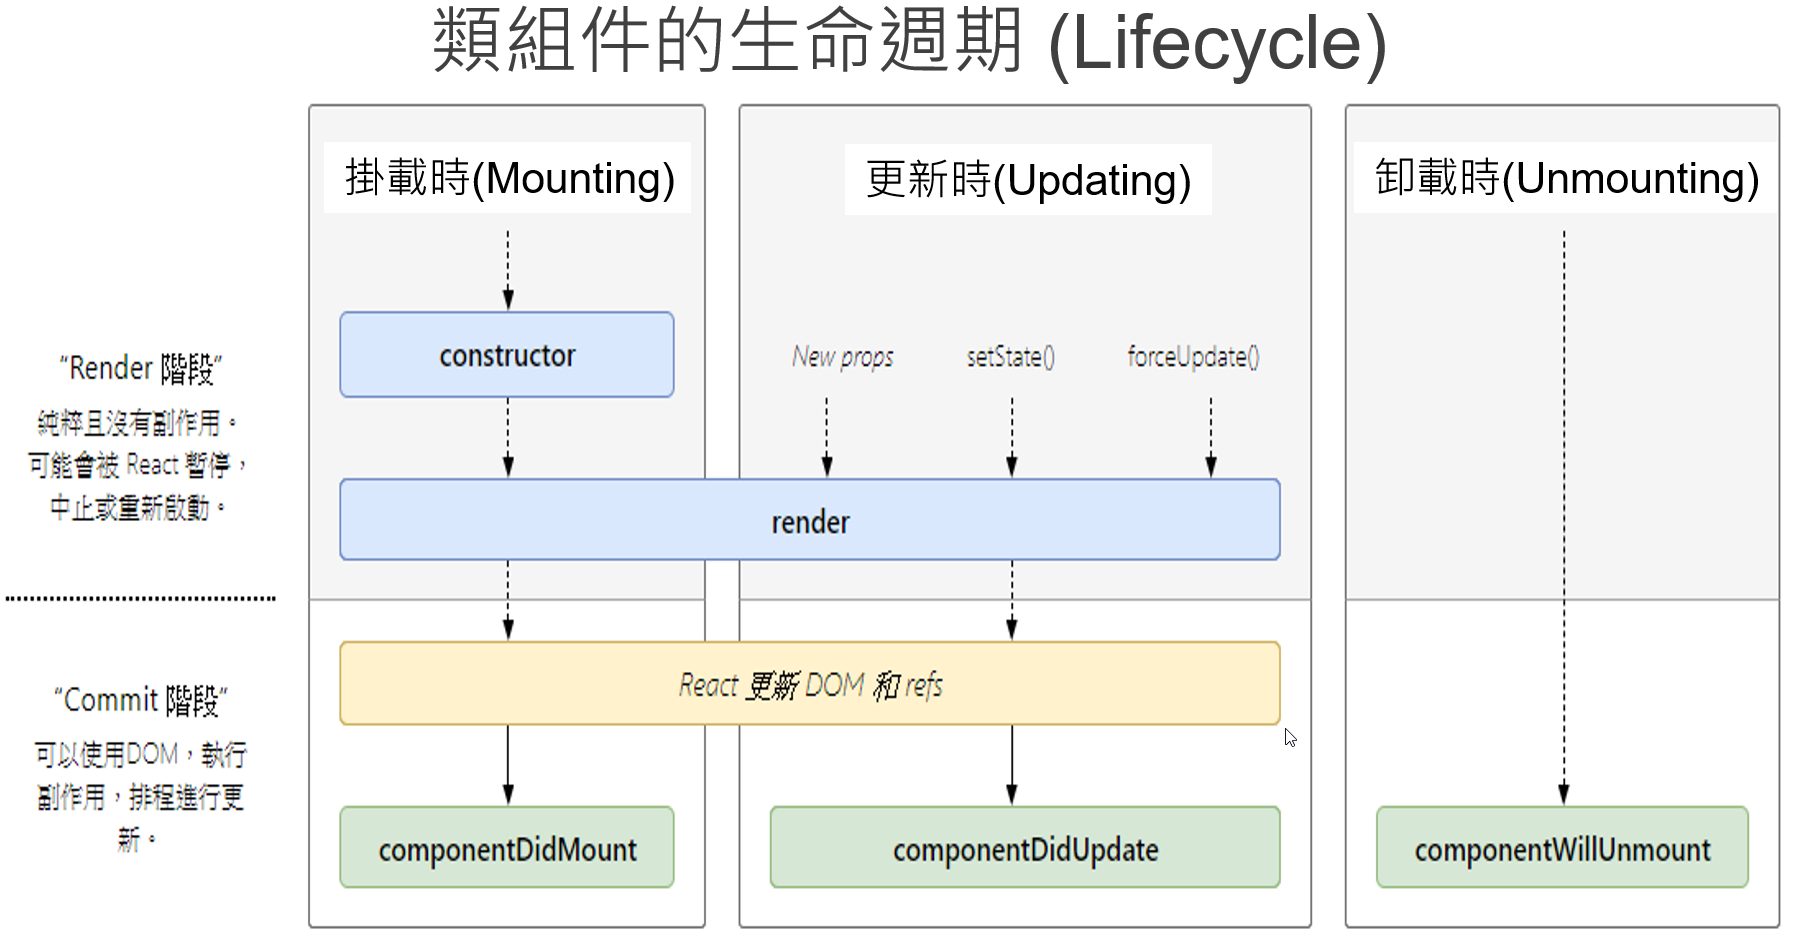 類組件的生命週期 (Lifecycle)
掛載時(Mounting)
更新時(Updating)
卸載時(Unmounting)
“Render 階段”
純粹且沒有副作用。
可能會被 React 暫停，
中止或重新啟動。
constructor
New props
setState()
forceUpdate()
render
“Commit 階段”
可以使用DOM，執行
副作用，排程進行更
新。
React 更新 DOM 和 refs
componentDidMount
componentDidUpdate
componentWillUnmount